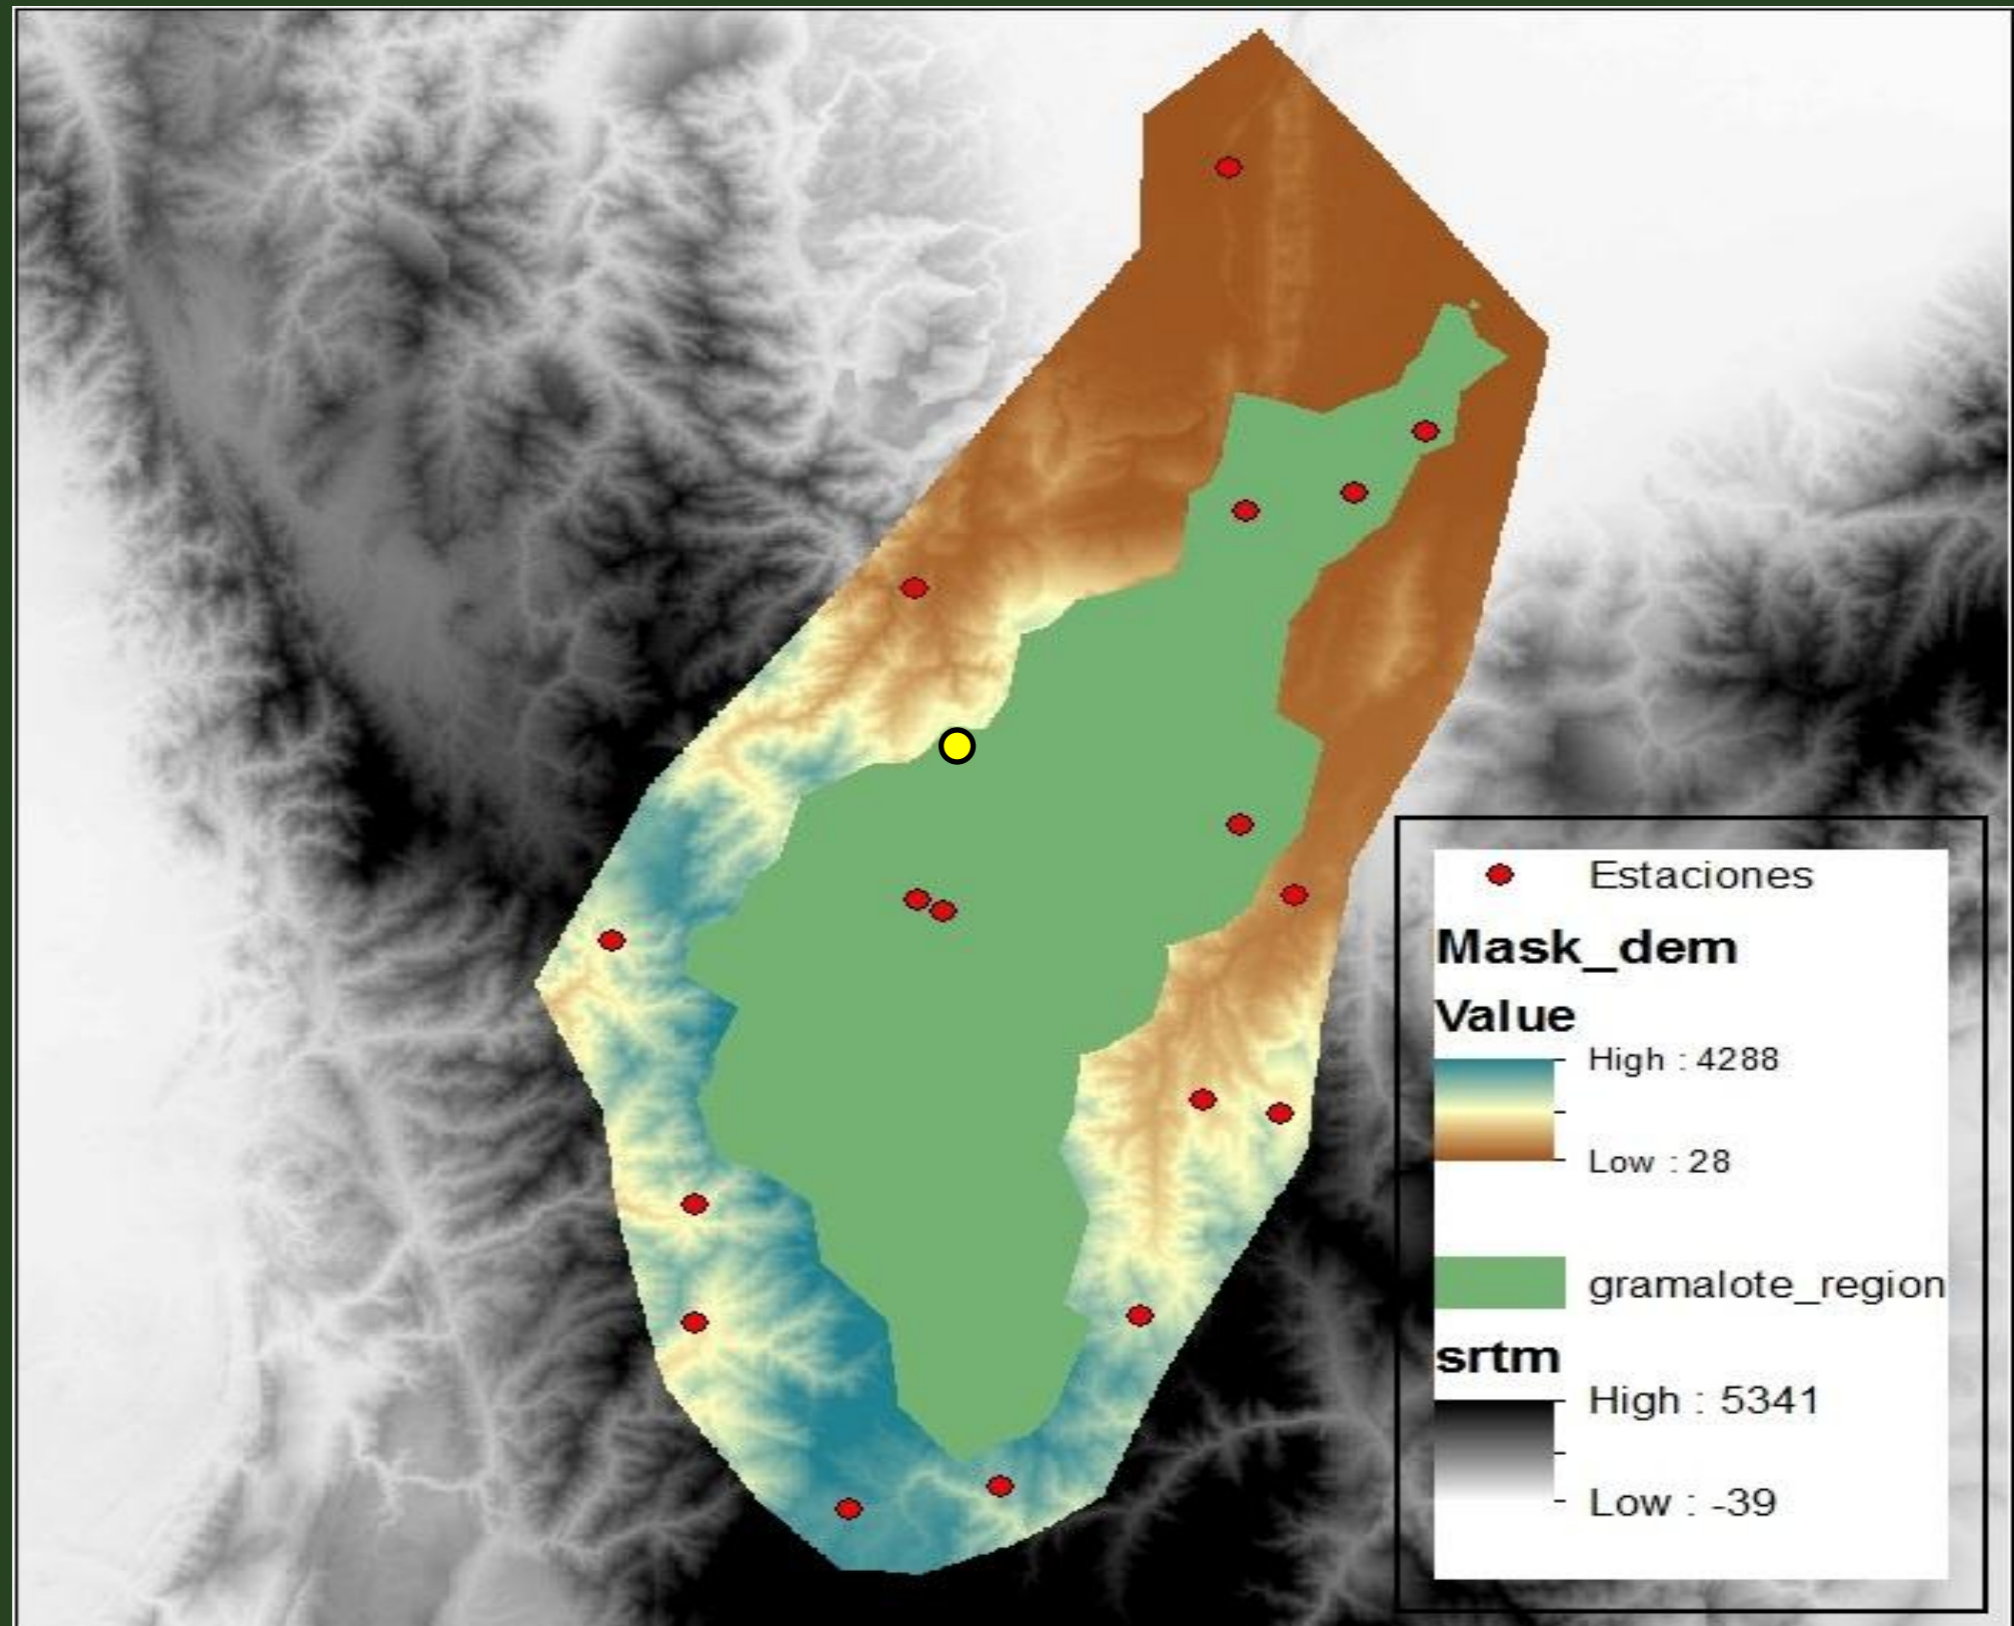 Estaciones
Mask_dem
Value
High : 4288
Low : 28
gramalote_region
srtm
High : 5341
Low : -39